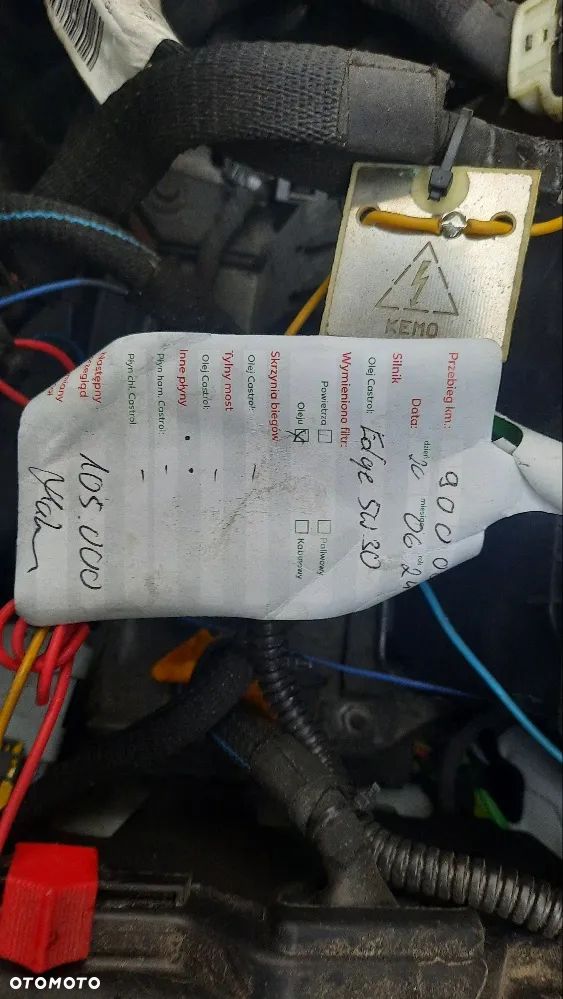 KEMO
Przebieg km.: 900 0
Data: dzień 20 miesiąc 06 rok 24
Silnik
Olej Castrol: Edge 5W30
Wymieniono filtr:
Powietrza Paliwowy
Oleju Kabinowy
Skrzynia biegów
Olej Castrol: -
Tylny most
Olej Castrol: -
Inne płyny
Płyn ham. Castrol: -
Płyn chł. Castrol: -
Następny
przegląd 105.000
OTOMOTO